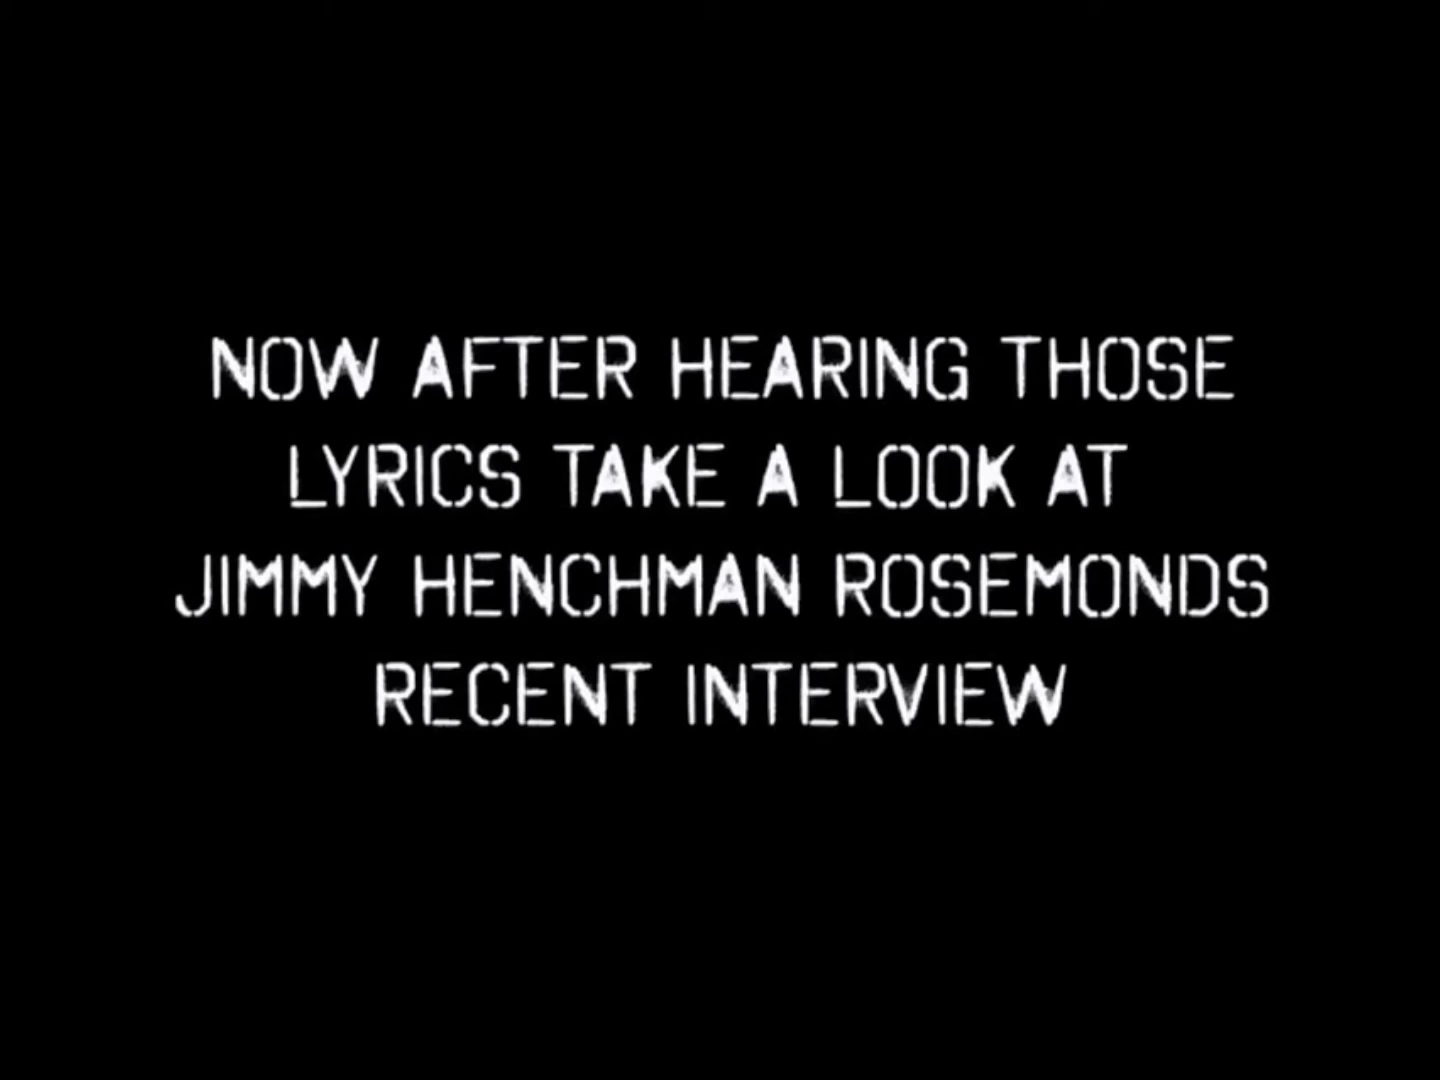 NOW AFTER HEARING THOSE
LYRICS TAKE A LOOK AT
JIMMY HENCHMAN ROSEMONDS
RECENT INTERVIEW